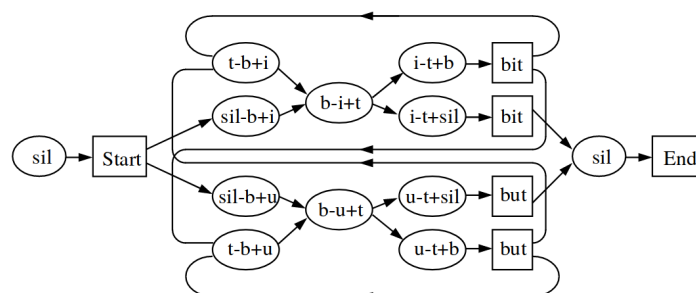 t-b+i
i-t+b
bit
b-i+t
sil-b+i
i-t+sil
bit
sil
Start
sil
End
sil-b+u
u-t+sil
but
b-u+t
t-b+u
u-t+b
but